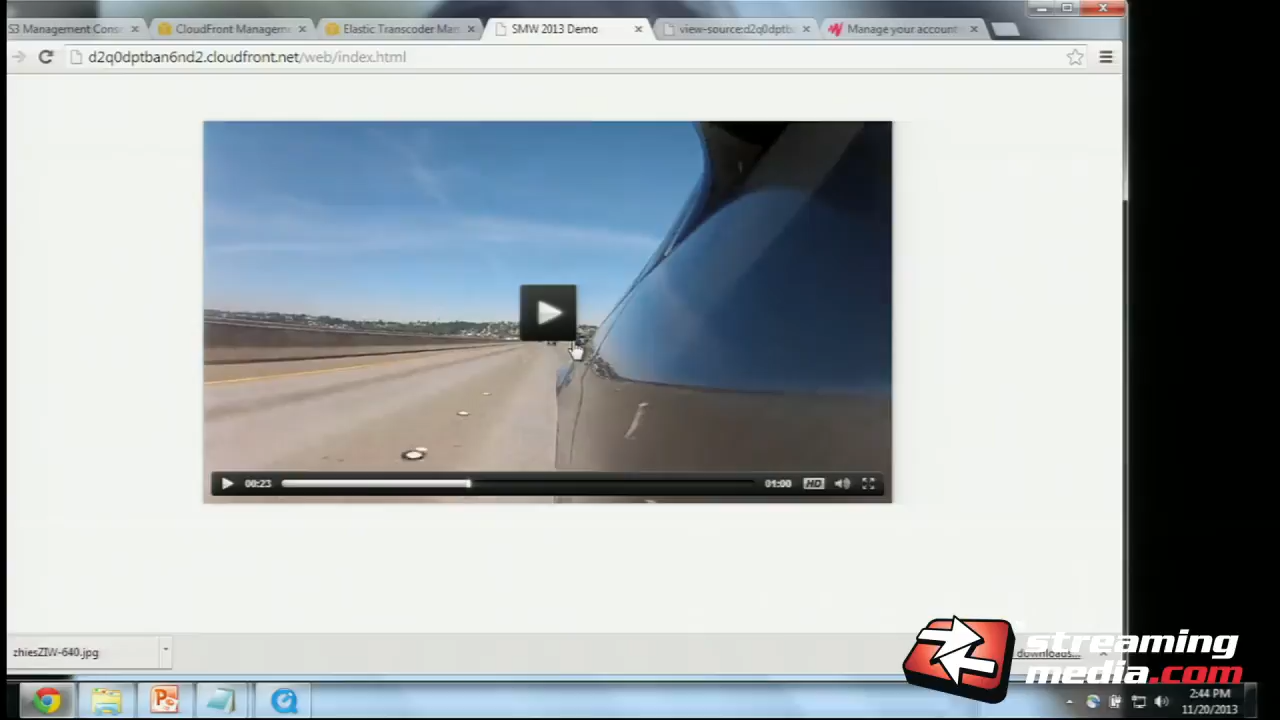 S3 Management Cons
CloudFront Managem
Elastic Transcoder Man
SMW 2013 Demo
view-source:d2q0dptb
Manage your account
d2q0dptban6nd2.cloudfront.net/web/index.html
00:23
01:00
HD
zhiesZIW-640.jpg
downloads...
streaming
media.com
2:44 PM
11/20/2013